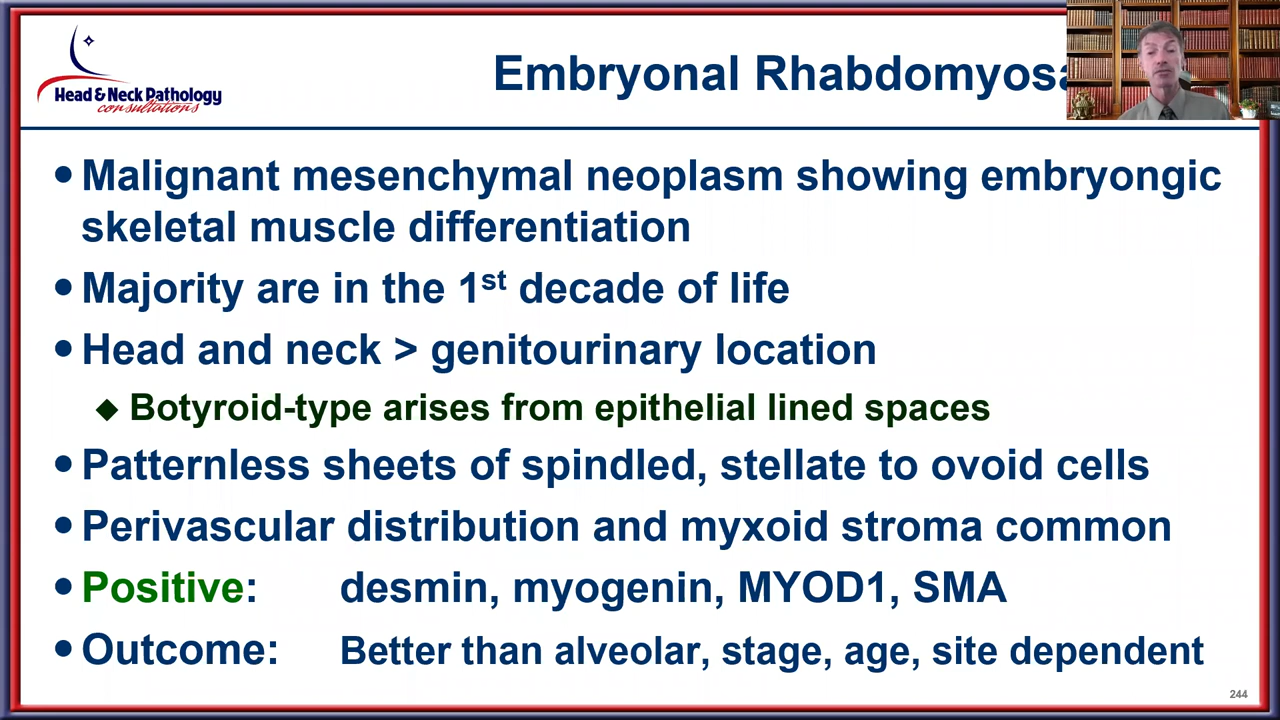 Head & Neck Pathology
consultations
Embryonal Rhabdomyosa
• Malignant mesenchymal neoplasm showing embryongic
skeletal muscle differentiation
• Majority are in the 1st decade of life
• Head and neck > genitourinary location
◆ Botyroid-type arises from epithelial lined spaces
• Patternless sheets of spindled, stellate to ovoid cells
• Perivascular distribution and myxoid stroma common
• Positive: desmin, myogenin, MYOD1, SMA
• Outcome: Better than alveolar, stage, age, site dependent
244